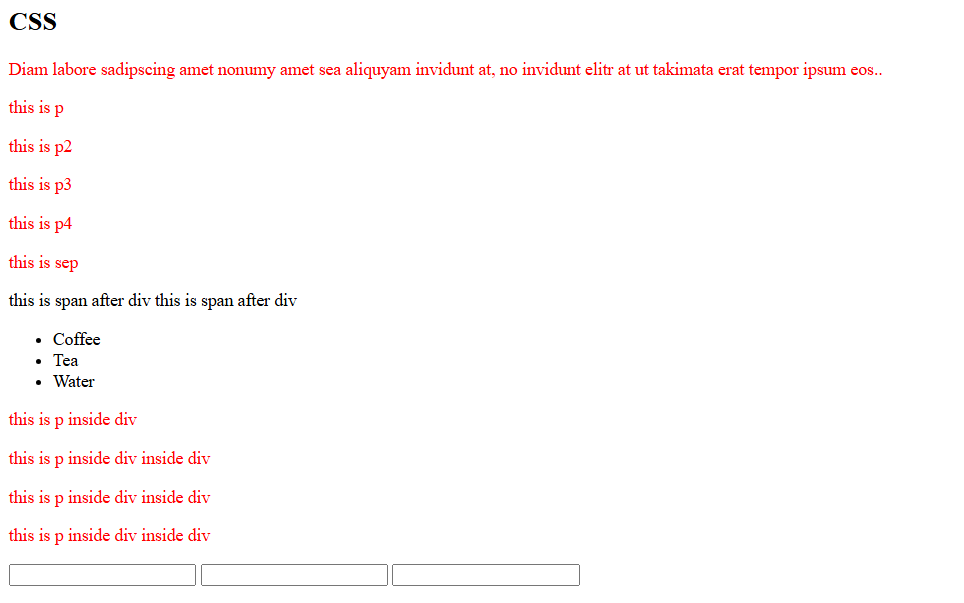 CSS
Diam labore sadipscing amet nonumy amet sea aliquyam invidunt at, no invidunt elitr at ut takimata erat tempor ipsum eos..
this is p
this is p2
this is p3
this is p4
this is sep
this is span after div this is span after div
Coffee
Tea
Water
this is p inside div
this is p inside div inside div
this is p inside div inside div
this is p inside div inside div